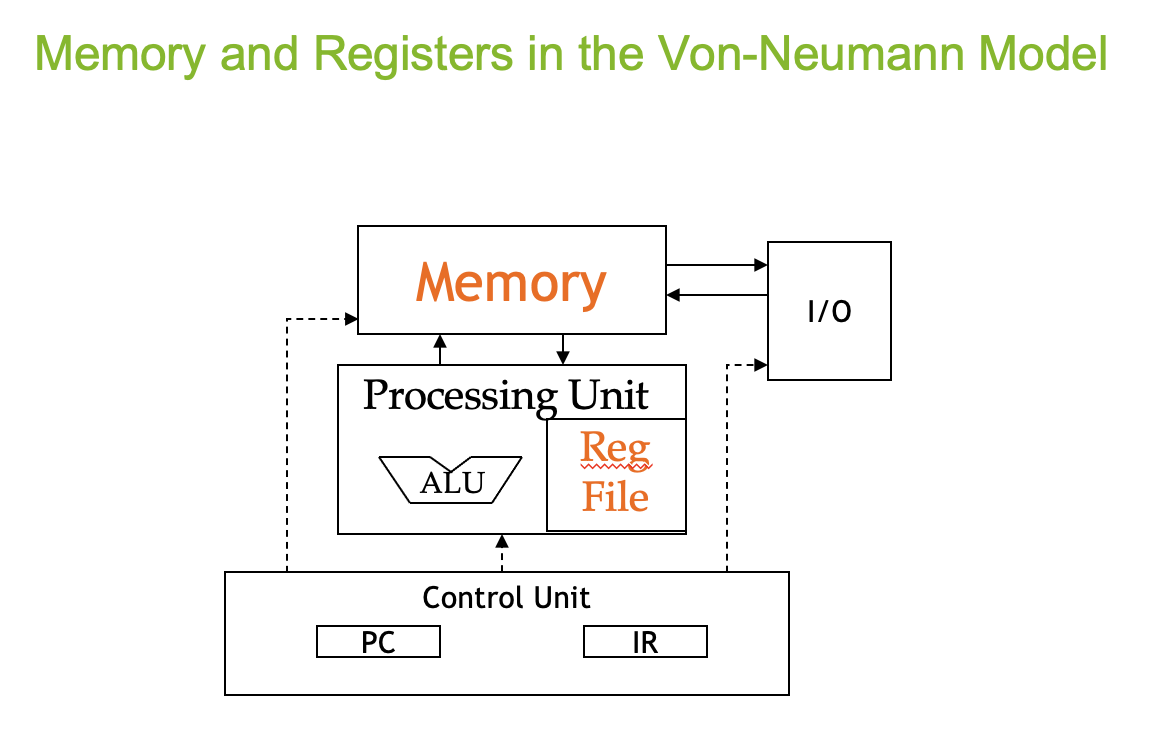 Memory and Registers in the Von-Neumann Model
Memory
I/O
Processing Unit
ALU
Reg
File
Control Unit
PC
IR